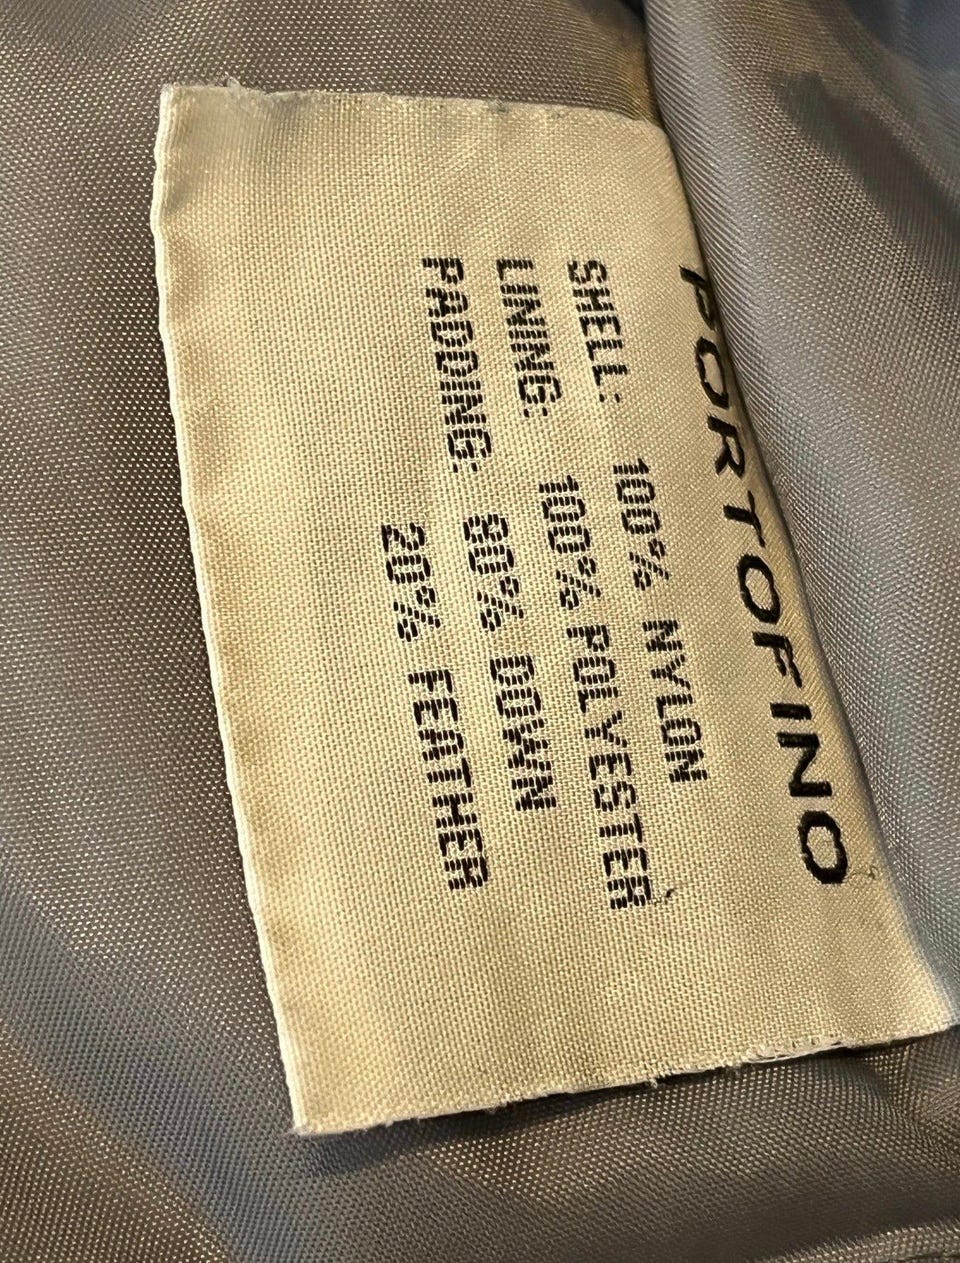 PORTOFINO
SHELL: 100% NYLON
LINING: 100% POLYESTER
PADDING: 80% DOWN
20% FEATHER